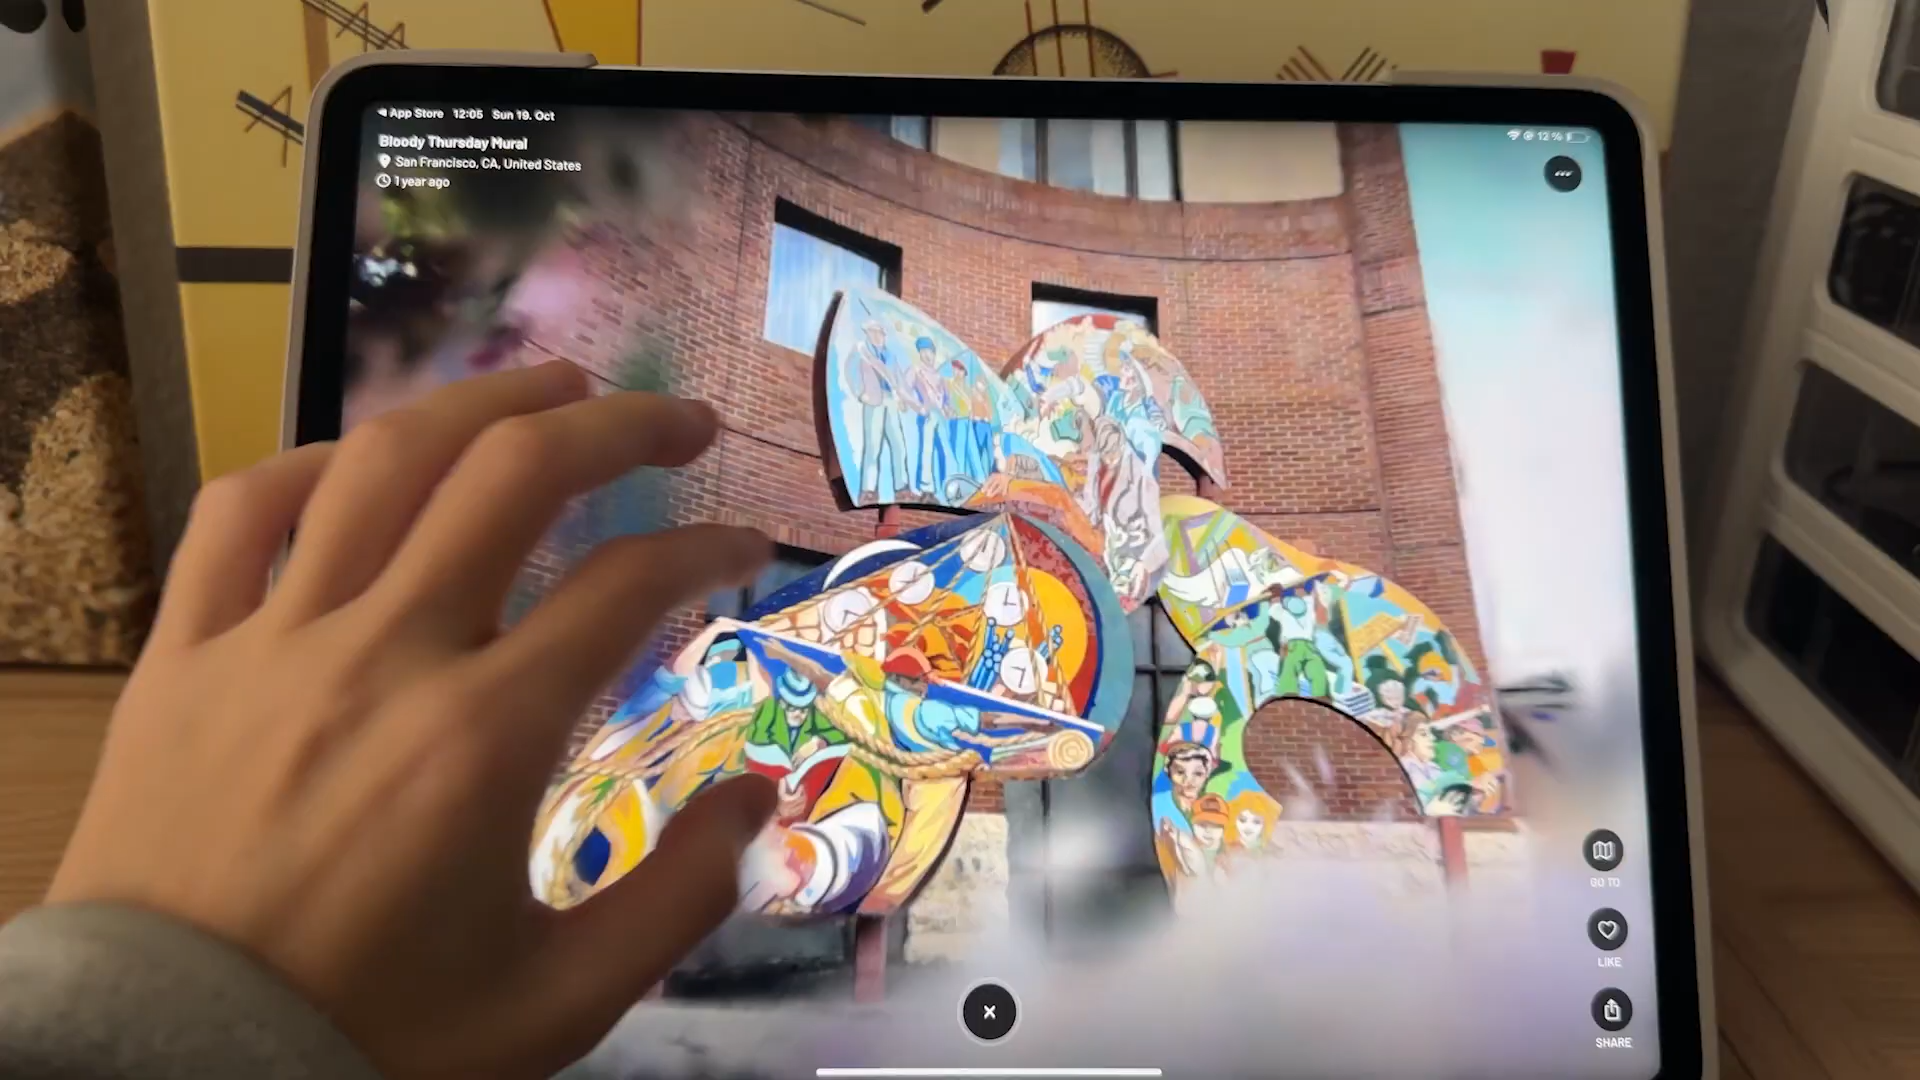 App Store 12:05 Sun 19. Oct
12 %
Bloody Thursday Mural
San Francisco, CA, United States
1 year ago
GO TO
LIKE
SHARE